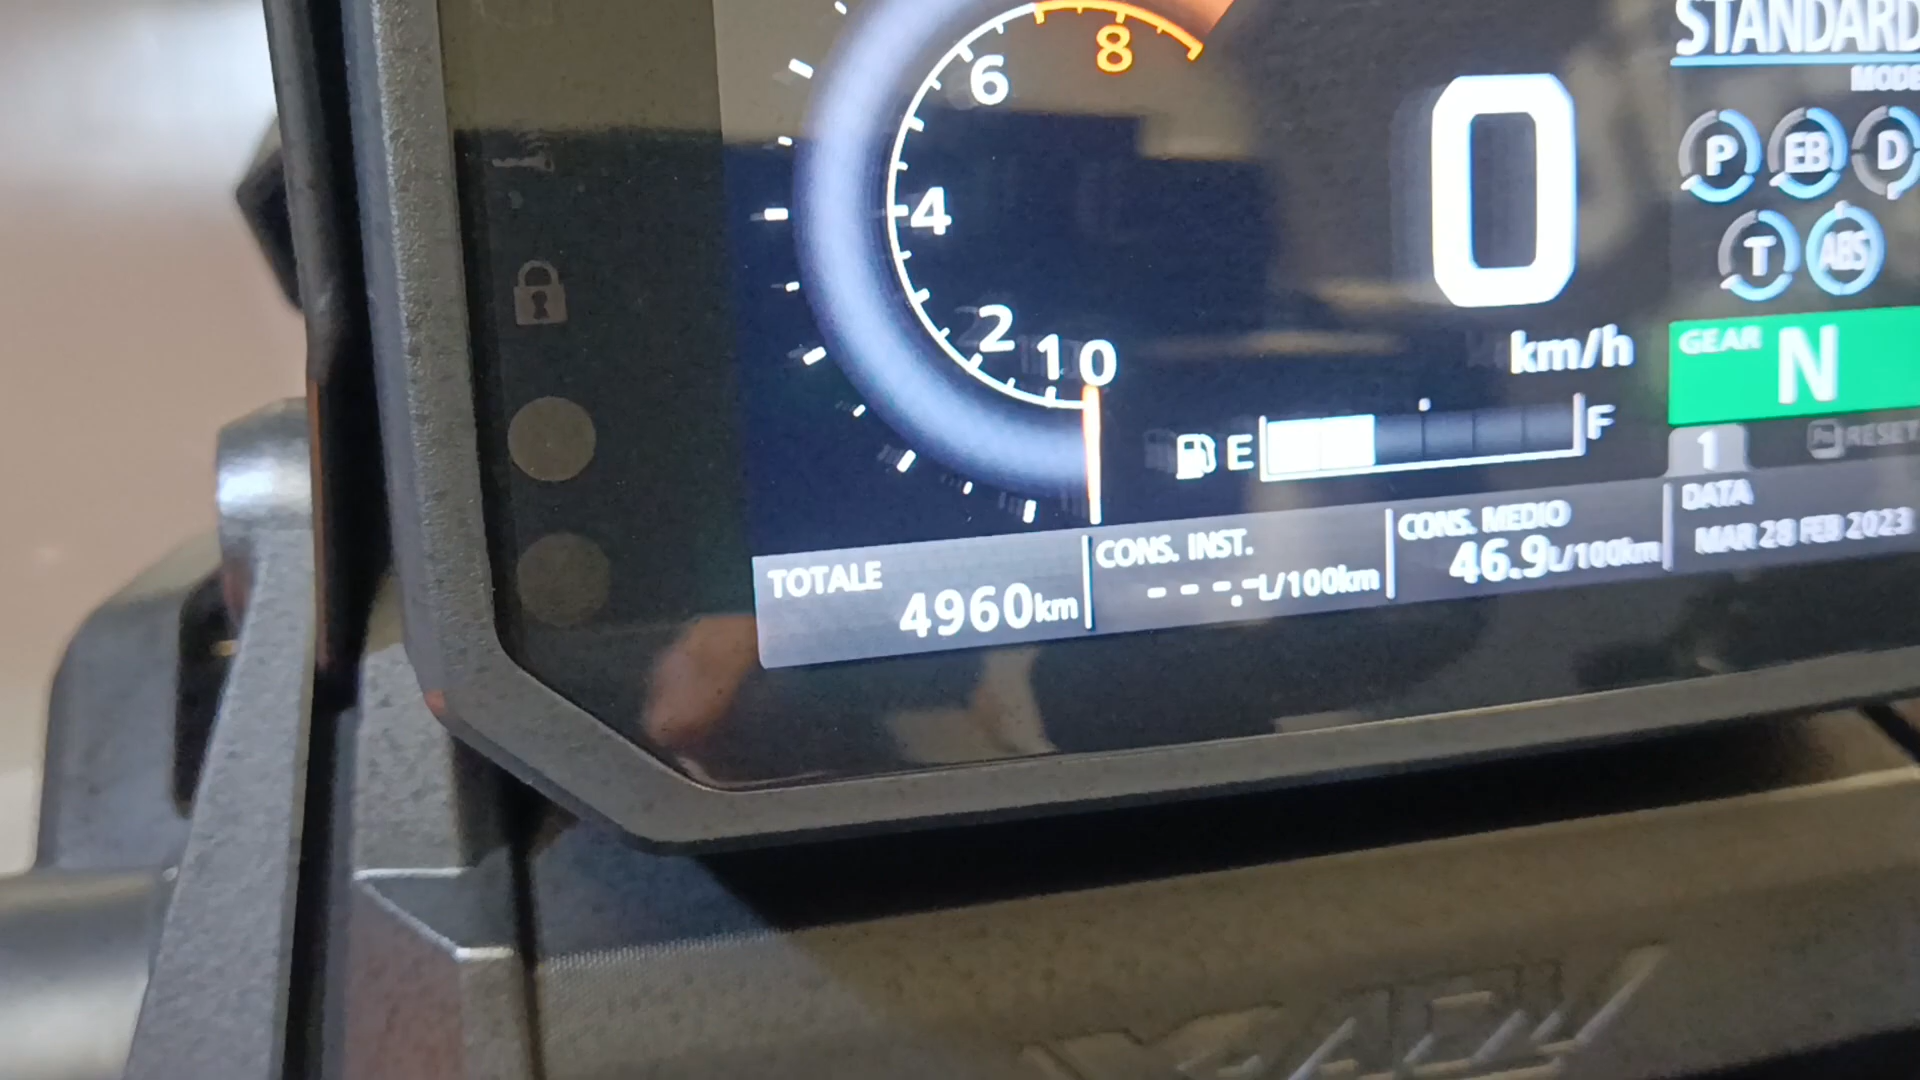 STANDARD
MODE
8
6
4
2
1
0
0
km/h
P
EB
D
T
ABS
GEAR
N
E
F
1
RESET
TOTALE
4960km
CONS. INST.
---.-L/100km
CONS. MEDIO
46.9L/100km
DATA
MAR 28 FEB 2023
X-ADV